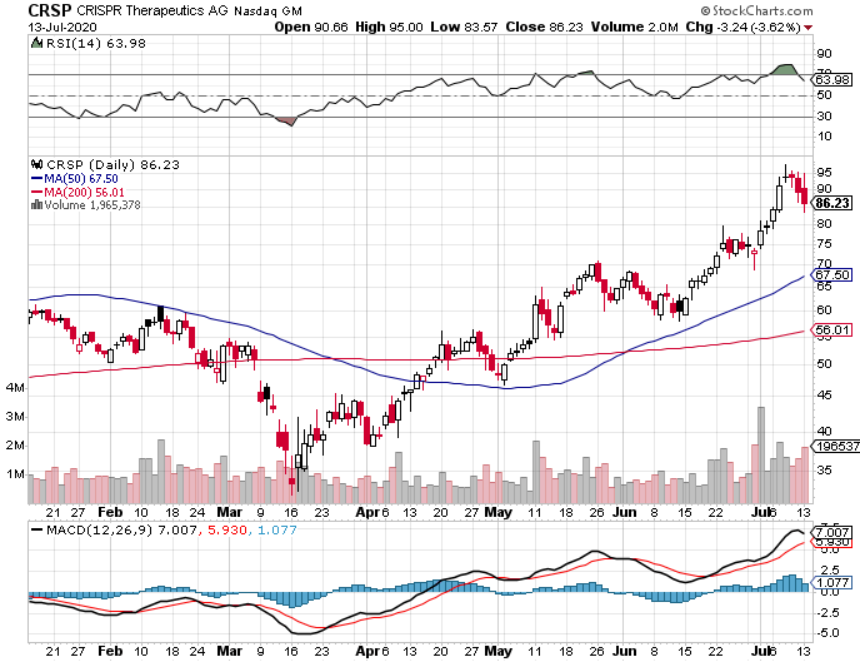 CRSP CRISPR Therapeutics AG Nasdaq GM © StockCharts.com
13-Jul-2020 Open 90.66 High 95.00 Low 83.57 Close 86.23 Volume 2.0M Chg -3.24 (-3.62%)
RSI(14) 63.98
90
63.98
50
30
10
CRSP (Daily) 86.23
MA(50) 67.50
MA(200) 56.01
Volume 1,965,378
95
90
86.23
80
75
70
67.50
65
60
56.01
50
45
40
35
4M
3M
2M
1M
196537
21 27 Feb 10 18 24 Mar 9 16 23 Apr 6 13 20 27 May 11 18 26 Jun 8 15 22 Jul 6 13
MACD(12,26,9) 7.007, 5.930, 1.077
7.007
5.930
5.0
2.5
1.077
0.0
-2.5
-5.0
21 27 Feb 10 18 24 Mar 9 16 23 Apr 6 13 20 27 May 11 18 26 Jun 8 15 22 Jul 6 13